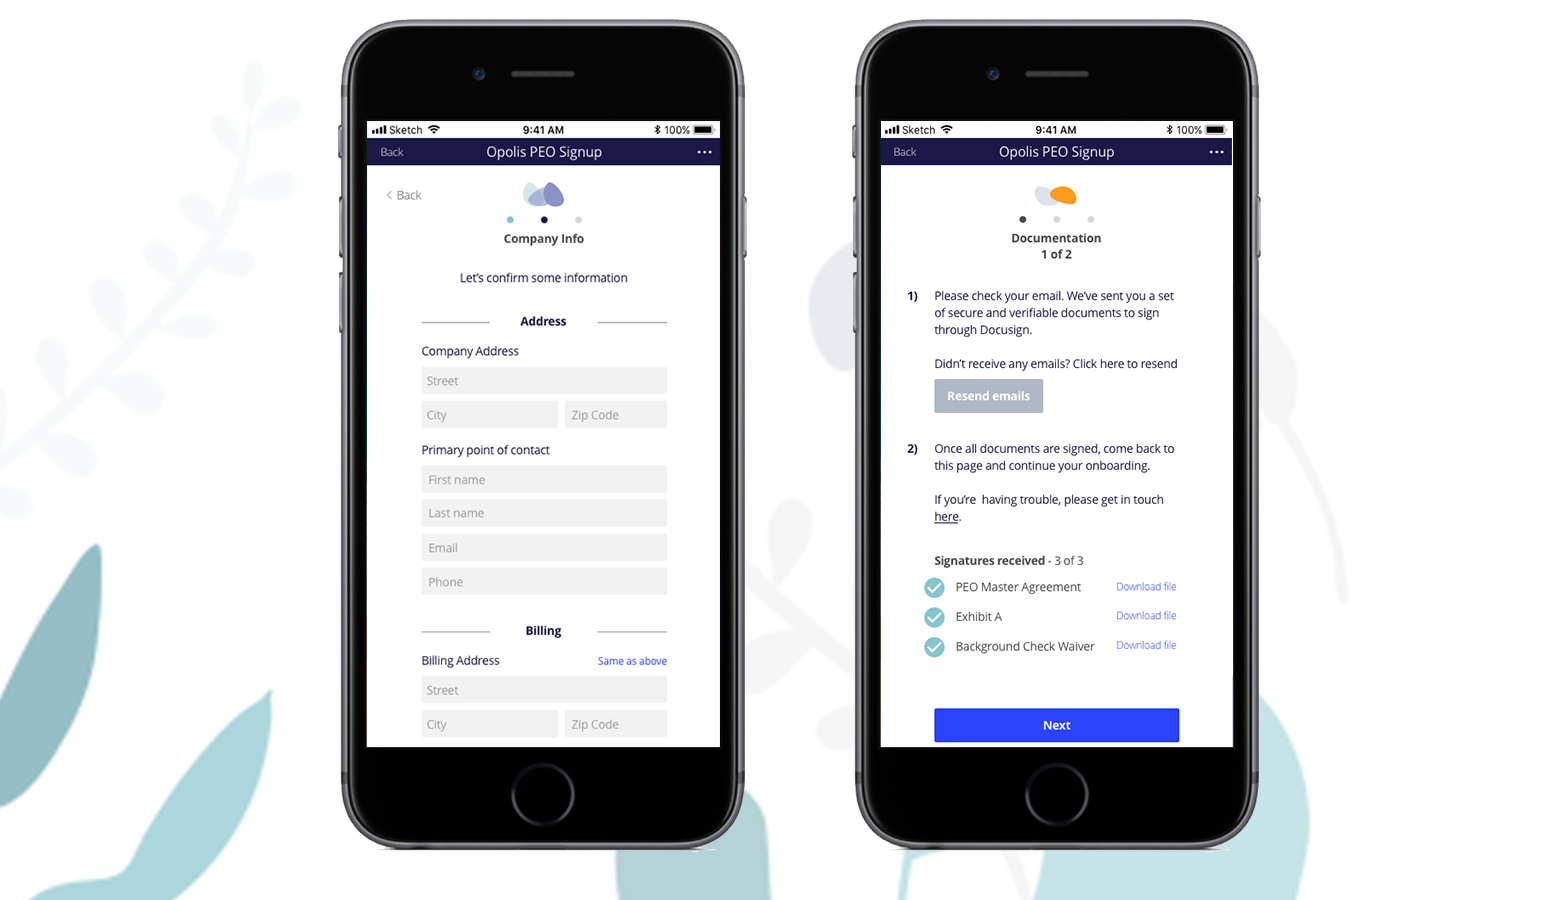 Sketch 9:41 AM 100%
Back Opolis PEO Signup
< Back
Company Info
Let's confirm some information
Address
Company Address
Street
City Zip Code
Primary point of contact
First name
Last name
Email
Phone
Billing
Billing Address Same as above
Street
City Zip Code
Sketch 9:41 AM 100%
Back Opolis PEO Signup
Documentation
1 of 2
1) Please check your email. We've sent you a set
of secure and verifiable documents to sign
through Docusign.
Didn't receive any emails? Click here to resend
Resend emails
2) Once all documents are signed, come back to
this page and continue your onboarding.
If you're having trouble, please get in touch
here.
Signatures received - 3 of 3
PEO Master Agreement Download file
Exhibit A Download file
Background Check Waiver Download file
Next